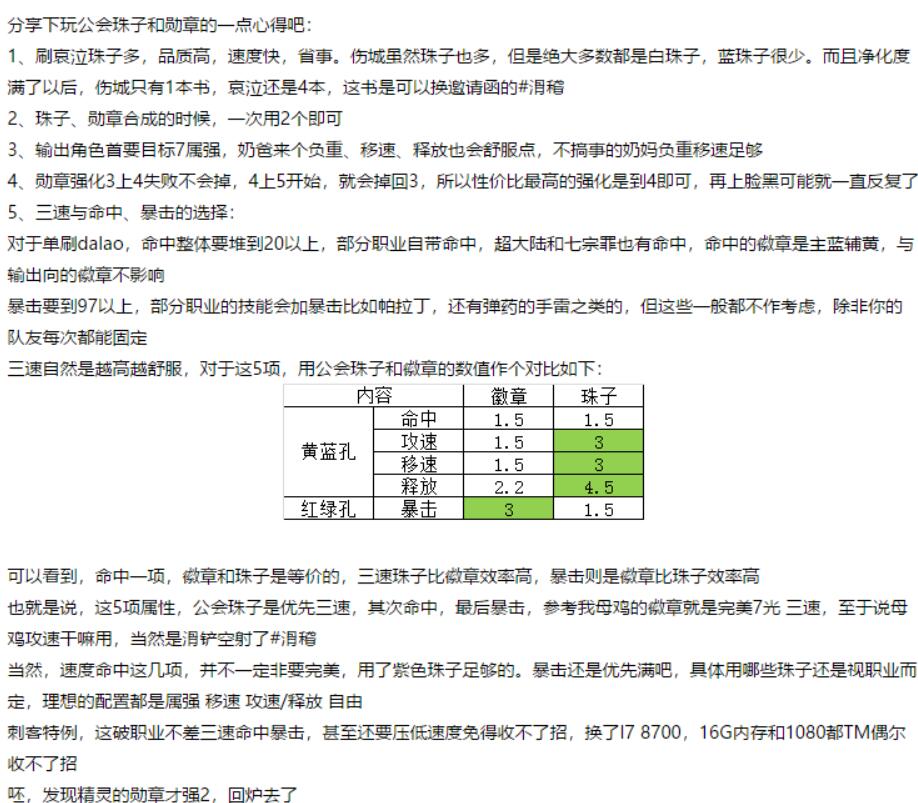 分享下玩公会珠子和勋章的一点心得吧：
1、刷哀泣珠子多，品质高，速度快，省事。伤城虽然珠子也多，但是绝大多数都是白珠子，蓝珠子很少。而且净化度
满了以后，伤城只有1本书，哀泣还是4本，这书是可以换邀请函的#滑稽
2、珠子、勋章合成的时候，一次用2个即可
3、输出角色首要目标7属强，奶爸来个负重、移速、释放也会舒服点，不搞事的奶妈负重移速足够
4、勋章强化3上4失败不会掉，4上5开始，就会掉回3，所以性价比最高的强化是到4即可，再上脸黑可能就一直反复了
5、三速与命中、暴击的选择：
对于单刷dalao，命中整体要堆到20以上，部分职业自带命中，超大陆和七宗罪也有命中，命中的徽章是主蓝辅黄，与
输出向的徽章不影响
暴击要到97以上，部分职业的技能会加暴击比如帕拉丁，还有弹药的手雷之类的，但这些一般都不作考虑，除非你的
队友每次都能固定
三速自然是越高越舒服，对于这5项，用公会珠子和徽章的数值作个对比如下：
内容 徽章 珠子
黄蓝孔 命中 1.5 1.5
攻速 1.5 3
移速 1.5 3
释放 2.2 4.5
红绿孔 暴击 3 1.5
可以看到，命中一项，徽章和珠子是等价的，三速珠子比徽章效率高，暴击则是徽章比珠子效率高
也就是说，这5项属性，公会珠子是优先三速，其次命中，最后暴击，参考我母鸡的徽章就是完美7光 三速，至于说母
鸡攻速干嘛用，当然是滑铲空射了#滑稽
当然，速度命中这几项，并不一定非要完美，用了紫色珠子足够的。暴击还是优先满吧，具体用哪些珠子还是视职业而
定，理想的配置都是属强 移速 攻速/释放 自由
刺客特例，这破职业不差三速命中暴击，甚至还要压低速度免得收不了招，换了I7 8700，16G内存和1080都TM偶尔
收不了招
呸，发现精灵的勋章才强2，回炉去了